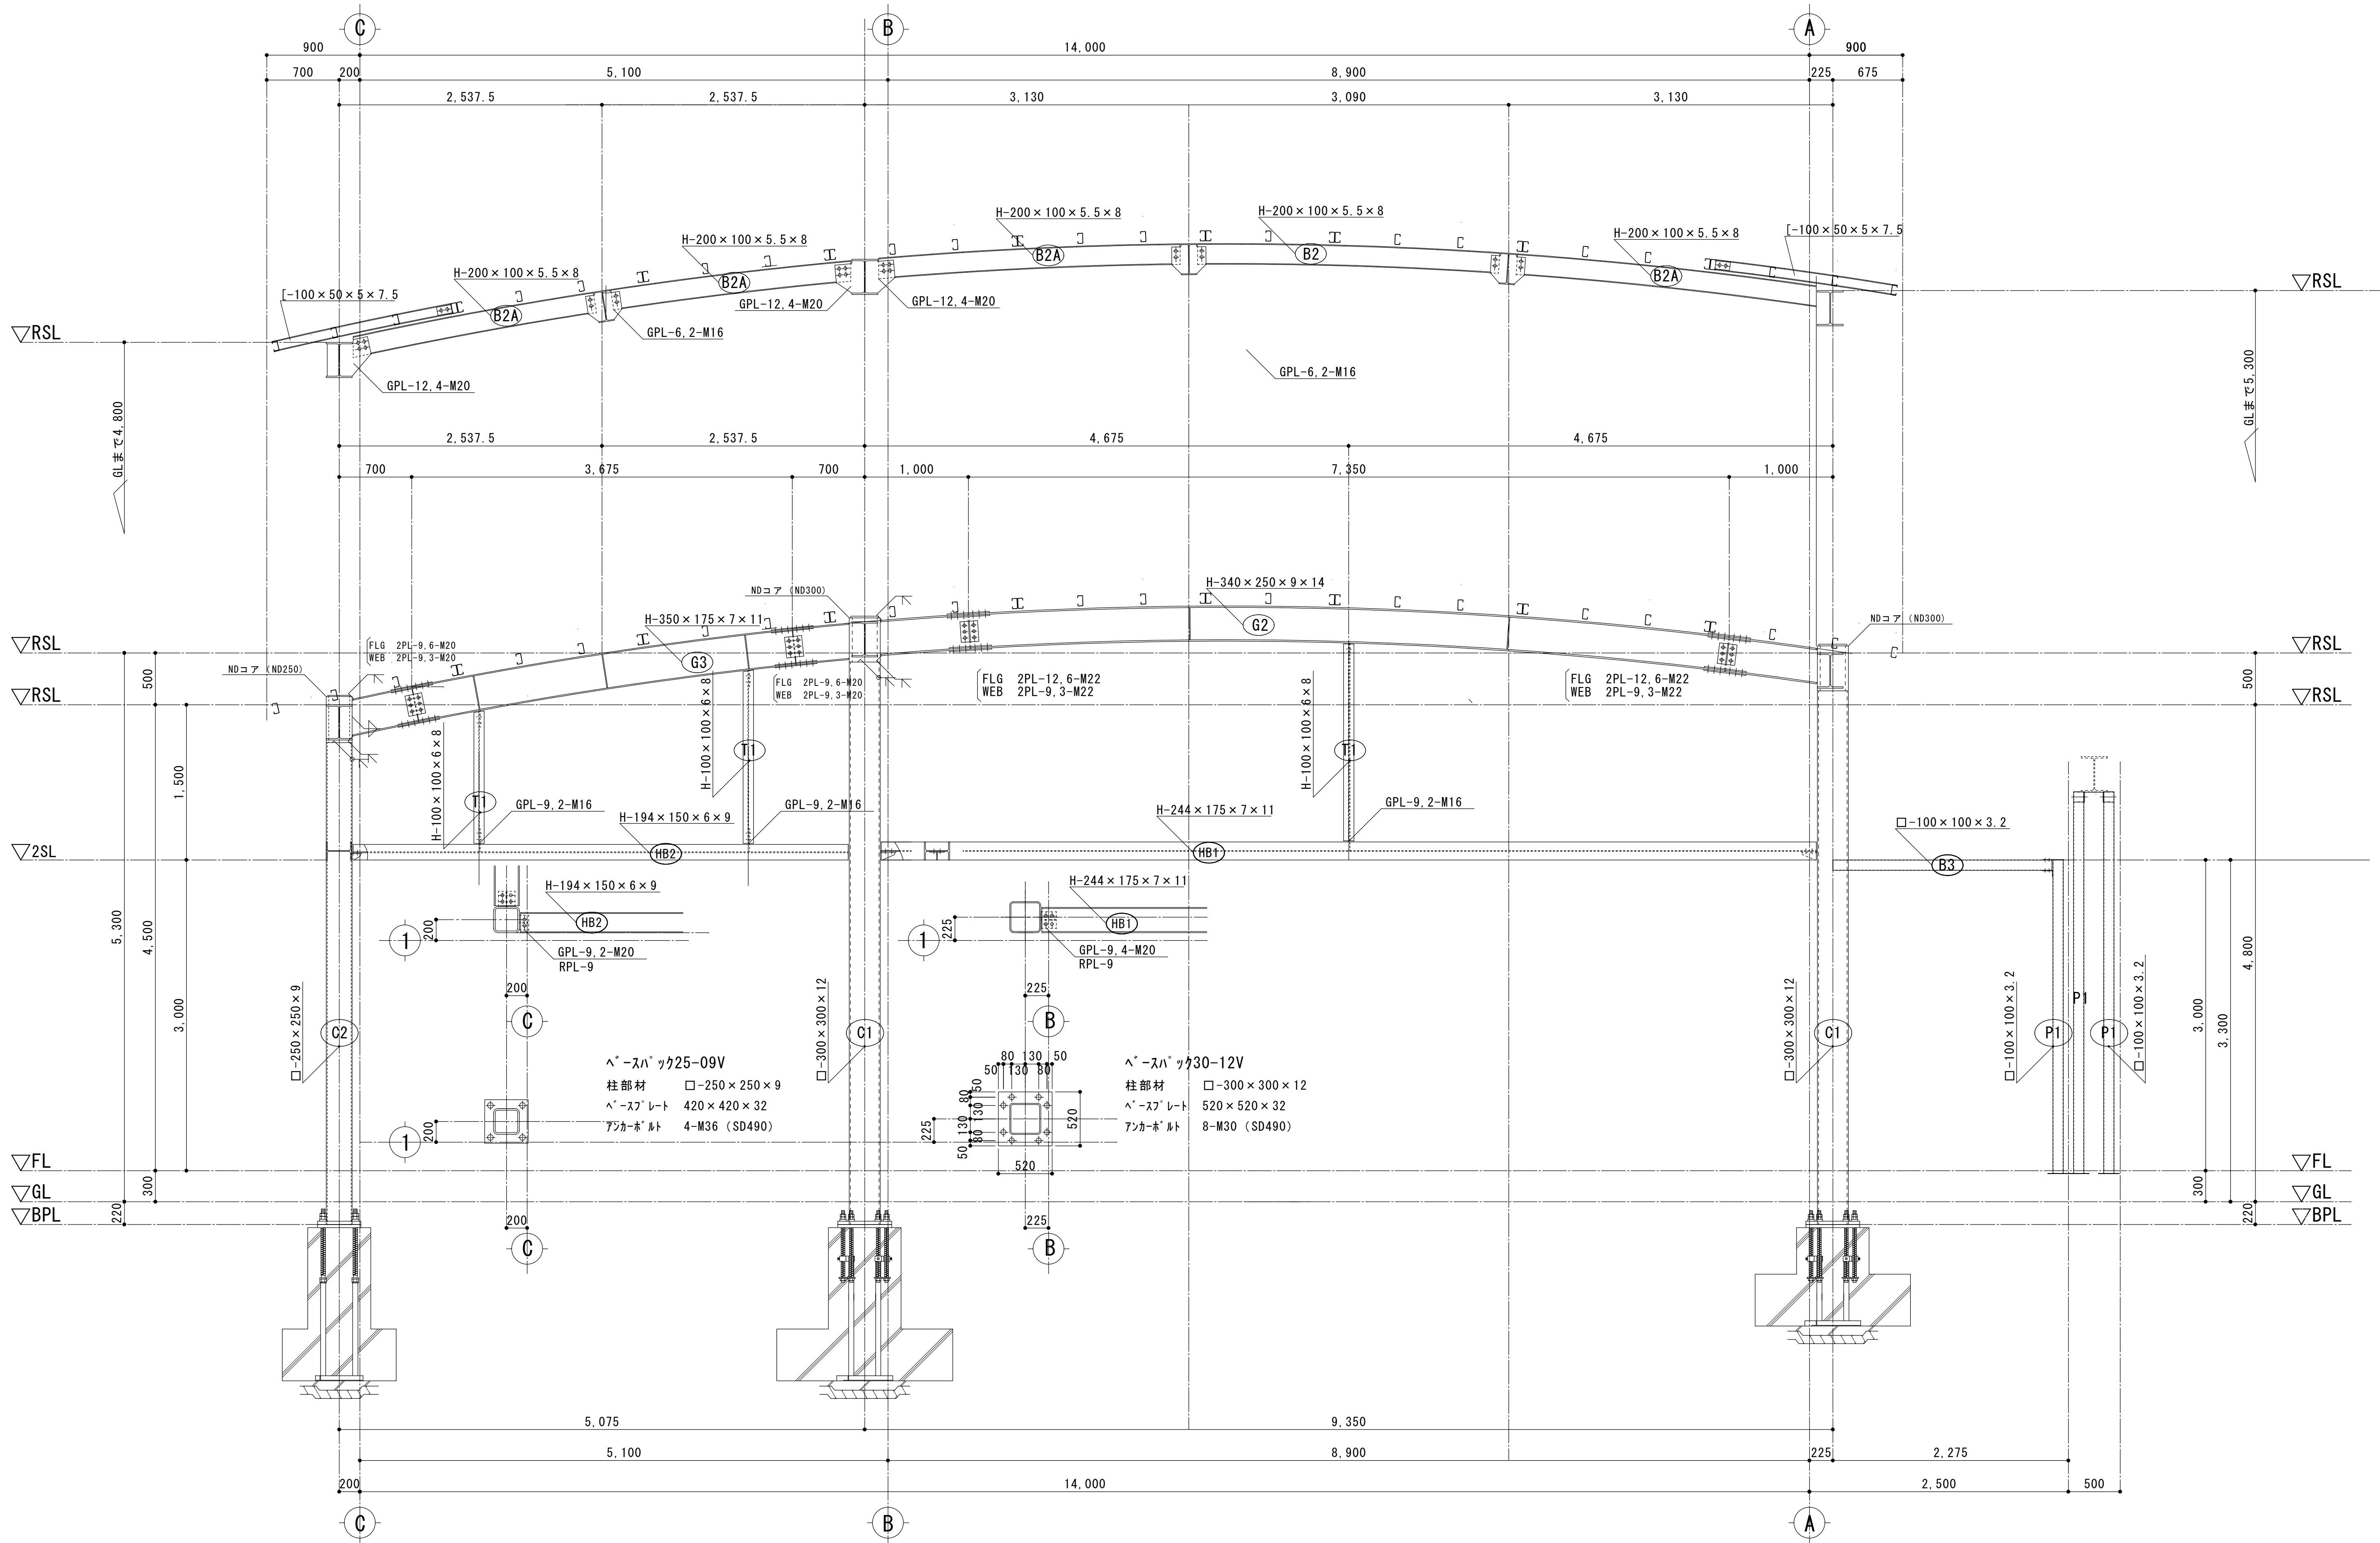 C
B
A
900
14,000
900
700
200
5,100
8,900
225
675
2,537.5
2,537.5
3,130
3,090
3,130
H-200×100×5.5×8
H-200×100×5.5×8
H-200×100×5.5×8
H-200×100×5.5×8
H-200×100×5.5×8
[-100×50×5×7.5
[-100×50×5×7.5
B2A
B2A
B2A
B2
B2A
GPL-12,4-M20
GPL-12,4-M20
GPL-6,2-M16
GPL-12,4-M20
GPL-6,2-M16
▽RSL
▽RSL
GLまで4,800
GLまで5,300
2,537.5
2,537.5
4,675
4,675
700
3,675
700
1,000
7,350
1,000
NDコア (ND300)
H-340×250×9×14
G2
H-350×175×7×11
G3
NDコア (ND300)
NDコア (ND250)
FLG 2PL-9,6-M20
WEB 2PL-9,3-M20
FLG 2PL-9,6-M20
WEB 2PL-9,3-M20
FLG 2PL-12,6-M22
WEB 2PL-9,3-M22
FLG 2PL-12,6-M22
WEB 2PL-9,3-M22
▽RSL
▽RSL
▽RSL
▽RSL
500
500
H-100×100×6×8
H-100×100×6×8
H-100×100×6×8
T1
T1
T1
GPL-9,2-M16
GPL-9,2-M16
GPL-9,2-M16
1,500
H-194×150×6×9
HB2
H-244×175×7×11
HB1
□-100×100×3.2
B3
▽2SL
H-194×150×6×9
HB2
H-244×175×7×11
HB1
1
200
GPL-9,2-M20
RPL-9
1
225
GPL-9,4-M20
RPL-9
5,300
4,500
3,000
200
225
C
B
□-250×250×9
C2
□-300×300×12
C1
□-300×300×12
C1
□-100×100×3.2
P1
P1
P1
□-100×100×3.2
3,000
3,300
4,800
ベースパック25-09V
柱部材 □-250×250×9
ベースプレート 420×420×32
アンカーボルト 4-M36 (SD490)
ベースパック30-12V
柱部材 □-300×300×12
ベースプレート 520×520×32
アンカーボルト 8-M30 (SD490)
80 130 50
50 130 80
50
80
130
130
80
50
520
520
225
1
200
▽FL
▽GL
▽BPL
▽FL
▽GL
▽BPL
300
220
300
220
200
225
C
B
5,075
9,350
5,100
8,900
225
2,275
200
14,000
2,500
500
C
B
A